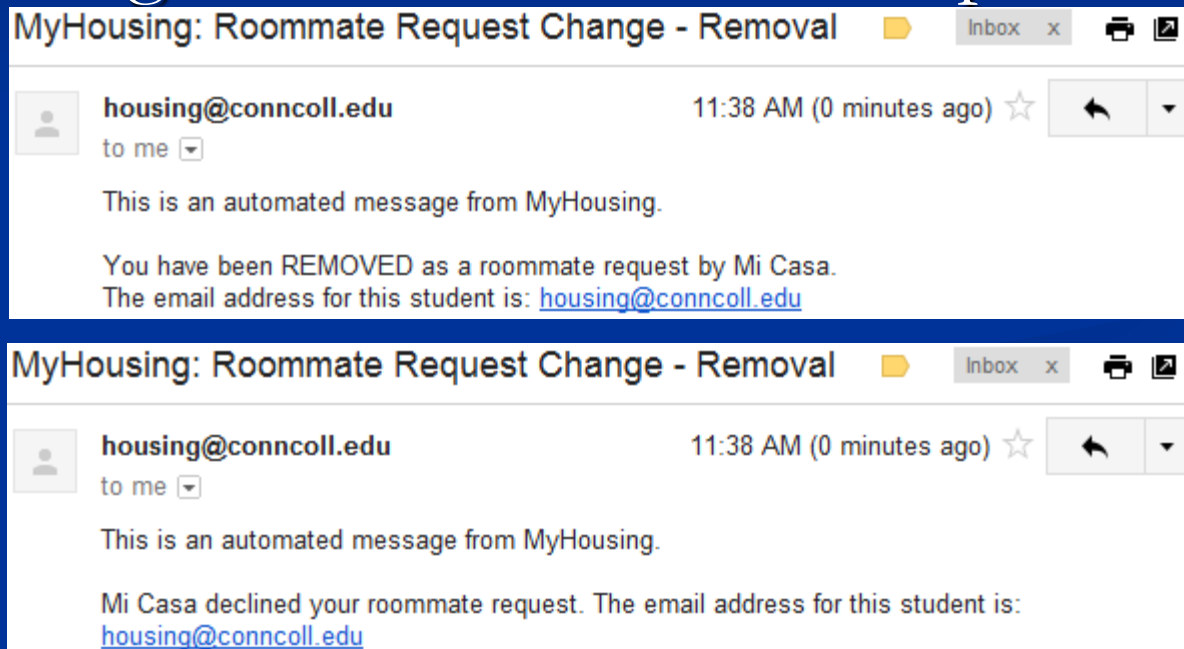 MyHousing: Roommate Request Change - Removal Inbox x
housing@conncoll.edu 11:38 AM (0 minutes ago)
to me
This is an automated message from MyHousing.
You have been REMOVED as a roommate request by Mi Casa.
The email address for this student is: housing@conncoll.edu
MyHousing: Roommate Request Change - Removal Inbox x
housing@conncoll.edu 11:38 AM (0 minutes ago)
to me
This is an automated message from MyHousing.
Mi Casa declined your roommate request. The email address for this student is:
housing@conncoll.edu